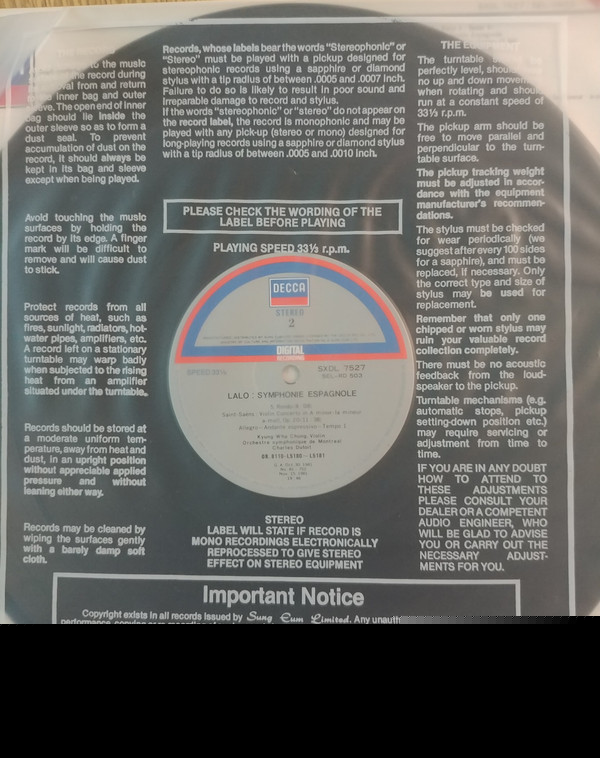 to the music
the record during
val from and return
inner bag and outer
eve. The open end of inner
bag should lie inside the
outer sleeve so as to form a
dust seal. To prevent
accumulation of dust on the
record, it should always be
kept in its bag and sleeve
except when being played.
Avoid touching the music
surfaces by holding the
record by its edge. A finger
mark will be difficult to
remove and will cause dust
to stick.
Protect records from all
sources of heat, such as
fires, sunlight, radiators, hot-
water pipes, amplifiers, etc.
A record left on a stationary
turntable may warp badly
when subjected to the rising
heat from an amplifier
situated under the turntable.
Records should be stored at
a moderate uniform tem-
perature, away from heat and
dust, in an upright position
without appreciable applied
pressure and without
leaning either way.
Records may be cleaned by
wiping the surfaces gently
with a barely damp soft
cloth.
Records, whose labels bear the words "Stereophonic" or
"Stereo" must be played with a pickup designed for
stereophonic records using a sapphire or diamond
stylus with a tip radius of between .0005 and .0007 inch.
Failure to do so is likely to result in poor sound and
irreparable damage to record and stylus.
If the words "stereophonic" or "stereo" do not appear on
the record label, the record is monophonic and may be
played with any pick-up (stereo or mono) designed for
long-playing records using a sapphire or diamond stylus
with a tip radius of between .0005 and .0010 inch.
PLEASE CHECK THE WORDING OF THE
LABEL BEFORE PLAYING
PLAYING SPEED 33⅓ r.p.m.
DECCA
STEREO
2
DIGITAL
RECORDING
SXDL 7527
SEL-RD 503
LALO : SYMPHONIE ESPAGNOLE
5. Rondo
Saint-Saëns : Violin Concerto
Allegro - Andante espressivo - Tempo I
Kyung Wha Chung, Violin
Orchestre symphonique de Montréal
Charles Dutoit
STEREO
LABEL WILL STATE IF RECORD IS
MONO RECORDINGS ELECTRONICALLY
REPROCESSED TO GIVE STEREO
EFFECT ON STEREO EQUIPMENT
THE
The turntable
perfectly level, shou
no up and down movem
when rotating and shou
run at a constant speed of
33⅓ r.p.m.
The pickup arm should be
free to move parallel and
perpendicular to the turn-
table surface.
The pickup tracking weight
must be adjusted in accor-
dance with the equipment
manufacturer's recommen-
dations.
The stylus must be checked
for wear periodically (we
suggest after every 100 sides
for a sapphire), and must be
replaced, if necessary. Only
the correct type and size of
stylus may be used for
replacement.
Remember that only one
chipped or worn stylus may
ruin your valuable record
collection completely.
There must be no acoustic
feedback from the loud-
speaker to the pickup.
Turntable mechanisms (e.g.
automatic stops, pickup
setting-down position etc.)
may require servicing or
adjustment from time to
time.
IF YOU ARE IN ANY DOUBT
HOW TO ATTEND TO
THESE ADJUSTMENTS
PLEASE CONSULT YOUR
DEALER OR A COMPETENT
AUDIO ENGINEER, WHO
WILL BE GLAD TO ADVISE
YOU OR CARRY OUT THE
NECESSARY ADJUST-
MENTS FOR YOU.
Important Notice
Copyright exists in all records issued by Sung Eum Limited. Any unauth